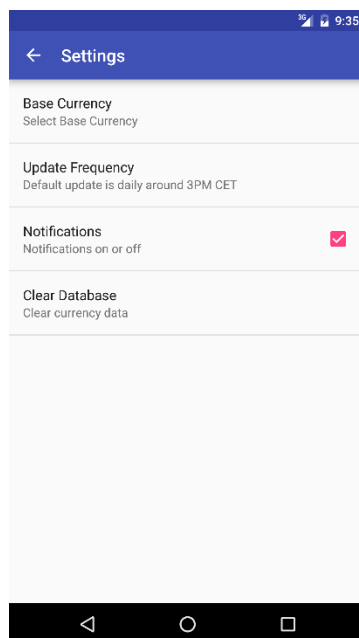 3G 9:35
Settings
Base Currency
Select Base Currency
Update Frequency
Default update is daily around 3PM CET
Notifications
Notifications on or off
Clear Database
Clear currency data